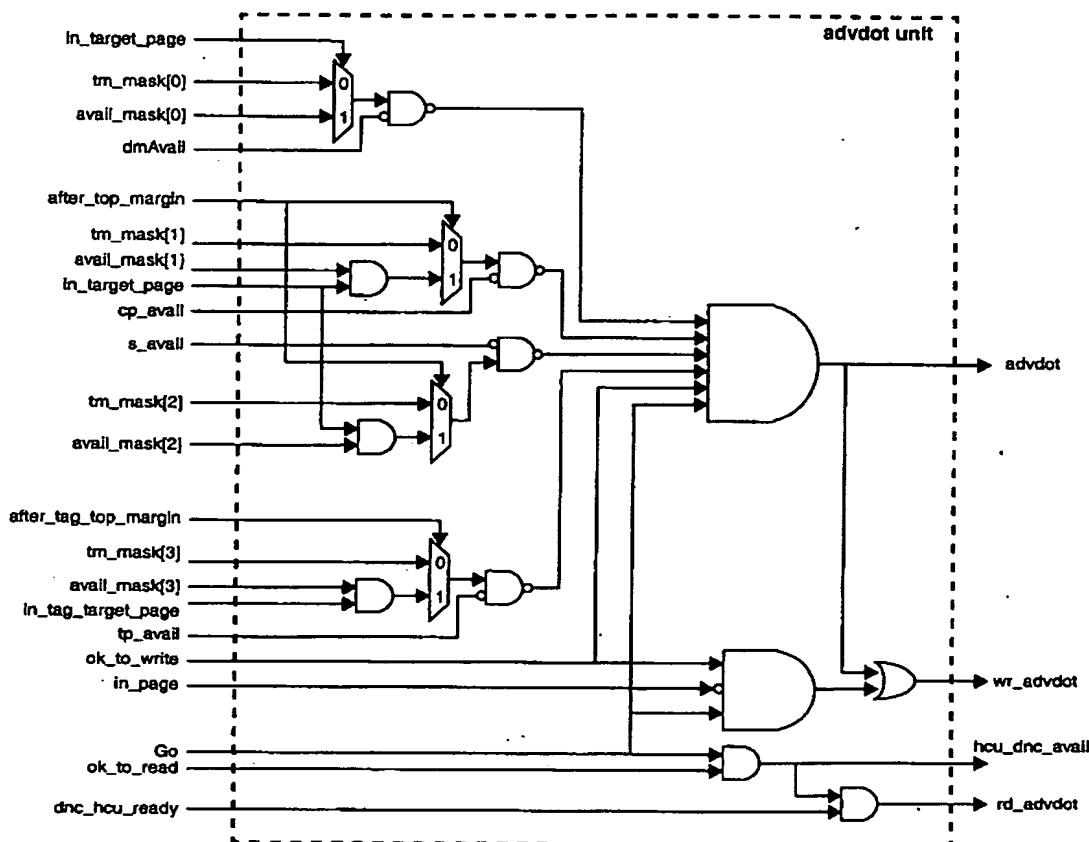 in_target_page
advdot unit
tm_mask[0]
0
avail_mask[0]
1
dmAvail
after_top_margin
tm_mask[1]
0
avail_mask[1]
1
in_target_page
cp_avail
s_avail
advdot
tm_mask[2]
0
avail_mask[2]
1
after_tag_top_margin
tm_mask[3]
0
avail_mask[3]
1
in_tag_target_page
tp_avail
ok_to_write
in_page
wr_advdot
Go
hcu_dnc_avail
ok_to_read
dnc_hcu_ready
rd_advdot